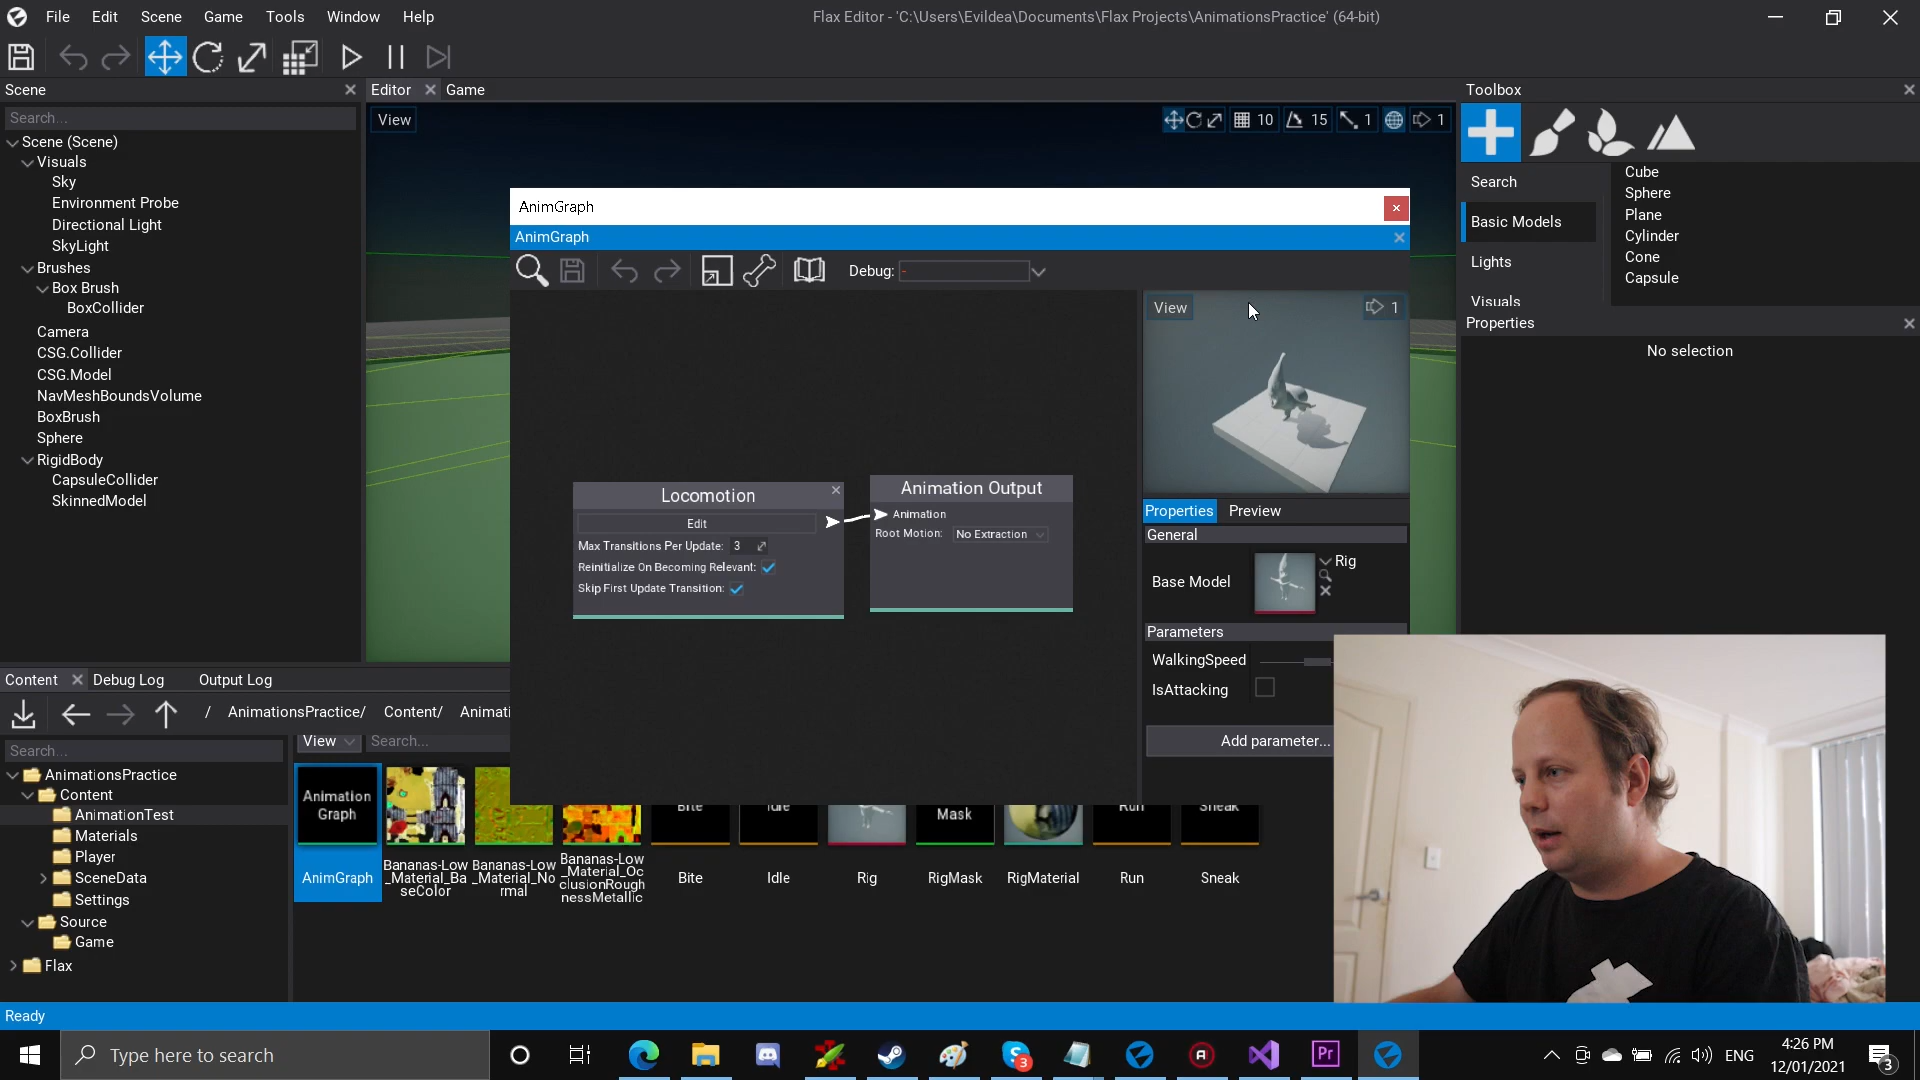 File Edit Scene Game Tools Window Help
Flax Editor - 'C:\Users\Evildea\Documents\Flax Projects\AnimationsPractice' (64-bit)
Scene
Editor Game
Toolbox
Search...
View
10
15
1
1
Scene (Scene)
Visuals
Sky
Environment Probe
Directional Light
SkyLight
Brushes
Box Brush
BoxCollider
Camera
CSG.Collider
CSG.Model
NavMeshBoundsVolume
BoxBrush
Sphere
RigidBody
CapsuleCollider
SkinnedModel
Search
Basic Models
Lights
Visuals
Cube
Sphere
Plane
Cylinder
Cone
Capsule
Properties
No selection
AnimGraph
AnimGraph
Debug: -
View
1
Locomotion
Edit
Max Transitions Per Update: 3
Reinitialize On Becoming Relevant:
Skip First Update Transition:
Animation Output
Animation
Root Motion: No Extraction
Properties Preview
General
Base Model
Rig
Parameters
WalkingSpeed
IsAttacking
Add parameter...
Content Debug Log Output Log
/ AnimationsPractice/ Content/ Animati
Search...
View Search...
AnimationsPractice
Content
AnimationTest
Materials
Player
SceneData
Settings
Source
Game
Flax
Animation
Graph
Bite
Idle
Mask
Run
Sneak
AnimGraph
Bananas-Low
_Material_Ba
seColor
Bananas-Low
_Material_No
rmal
Bananas-Low
_Material_Oc
clusionRough
nessMetallic
Bite
Idle
Rig
RigMask
RigMaterial
Run
Sneak
Ready
Type here to search
3
Pr
ENG
4:26 PM
12/01/2021
3